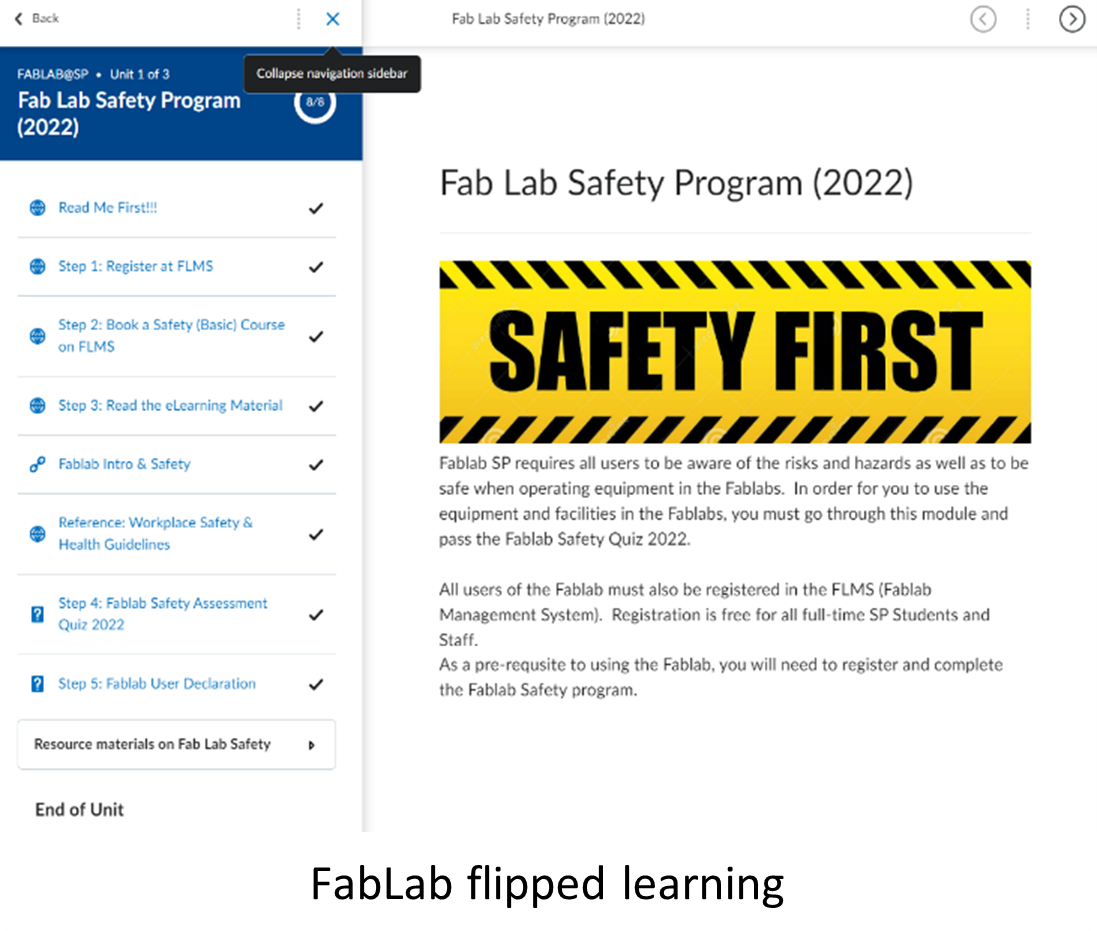 Back
Fab Lab Safety Program (2022)
Collapse navigation sidebar
FABLAB@SP • Unit 1 of 3
Fab Lab Safety Program
(2022)
Read Me First!!!
Step 1: Register at FLMS
Step 2: Book a Safety (Basic) Course
on FLMS
Step 3: Read the eLearning Material
Fablab Intro & Safety
Reference: Workplace Safety &
Health Guidelines
Step 4: Fablab Safety Assessment
Quiz 2022
Step 5: Fablab User Declaration
Resource materials on Fab Lab Safety
End of Unit
Fab Lab Safety Program (2022)
SAFETY FIRST
Fablab SP requires all users to be aware of the risks and hazards as well as to be
safe when operating equipment in the Fablabs. In order for you to use the
equipment and facilities in the Fablabs, you must go through this module and
pass the Fablab Safety Quiz 2022.
All users of the Fablab must also be registered in the FLMS (Fablab
Management System). Registration is free for all full-time SP Students and
Staff.
As a pre-requsite to using the Fablab, you will need to register and complete
the Fablab Safety program.
FabLab flipped learning